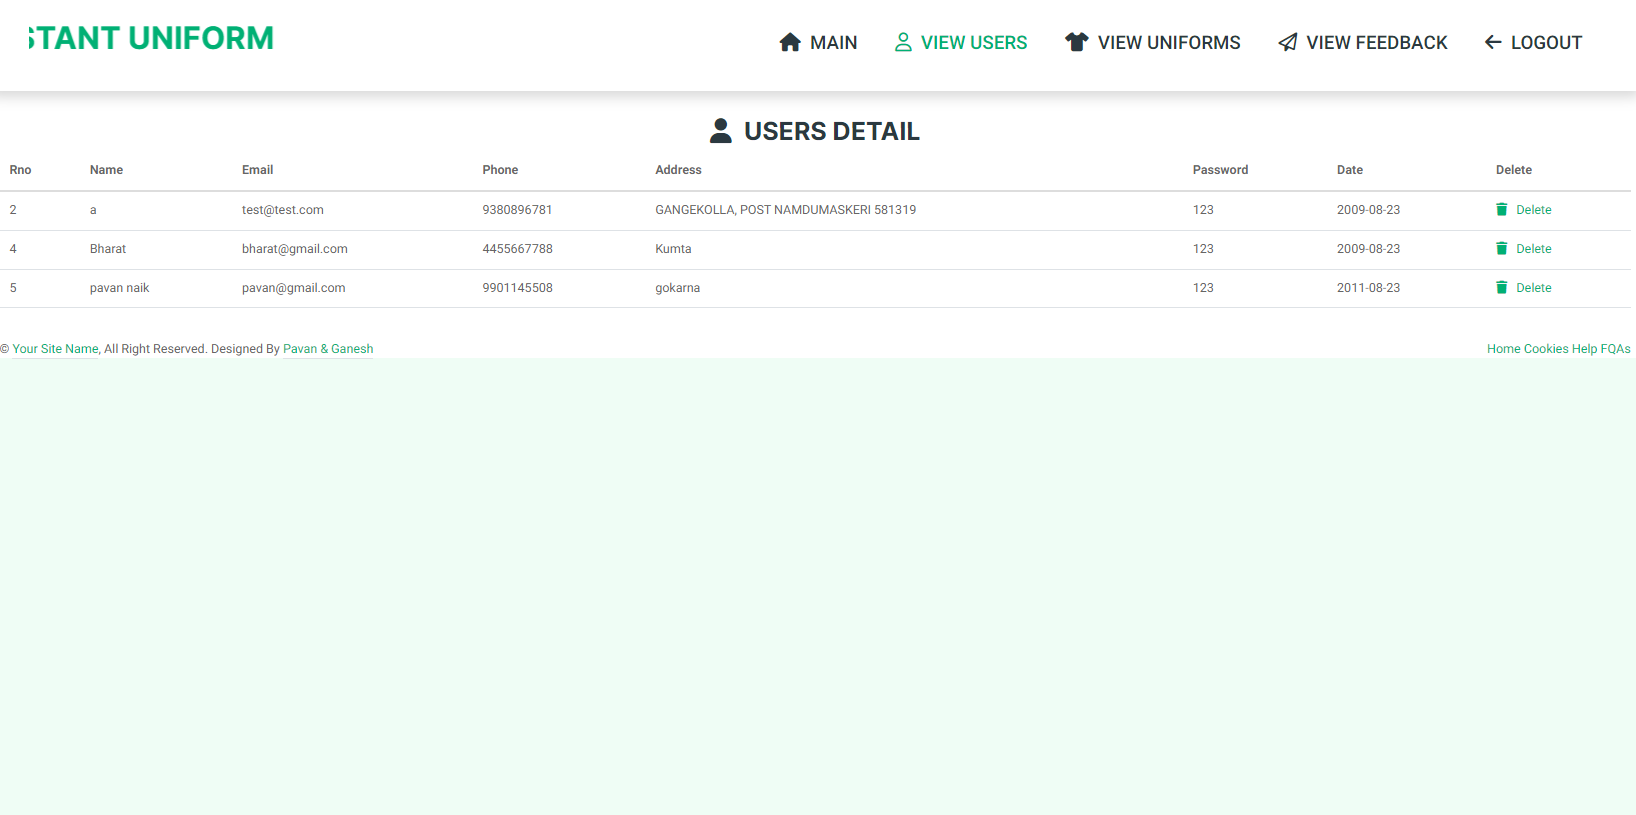 STANT UNIFORM
MAIN VIEW USERS VIEW UNIFORMS VIEW FEEDBACK LOGOUT
USERS DETAIL
Rno Name Email Phone Address Password Date Delete
2 a test@test.com 9380896781 GANGEKOLLA, POST NAMDUMASKERI 581319 123 2009-08-23 Delete
4 Bharat bharat@gmail.com 4455667788 Kumta 123 2009-08-23 Delete
5 pavan naik pavan@gmail.com 9901145508 gokarna 123 2011-08-23 Delete
© Your Site Name, All Right Reserved. Designed By Pavan & Ganesh Home Cookies Help FQAs